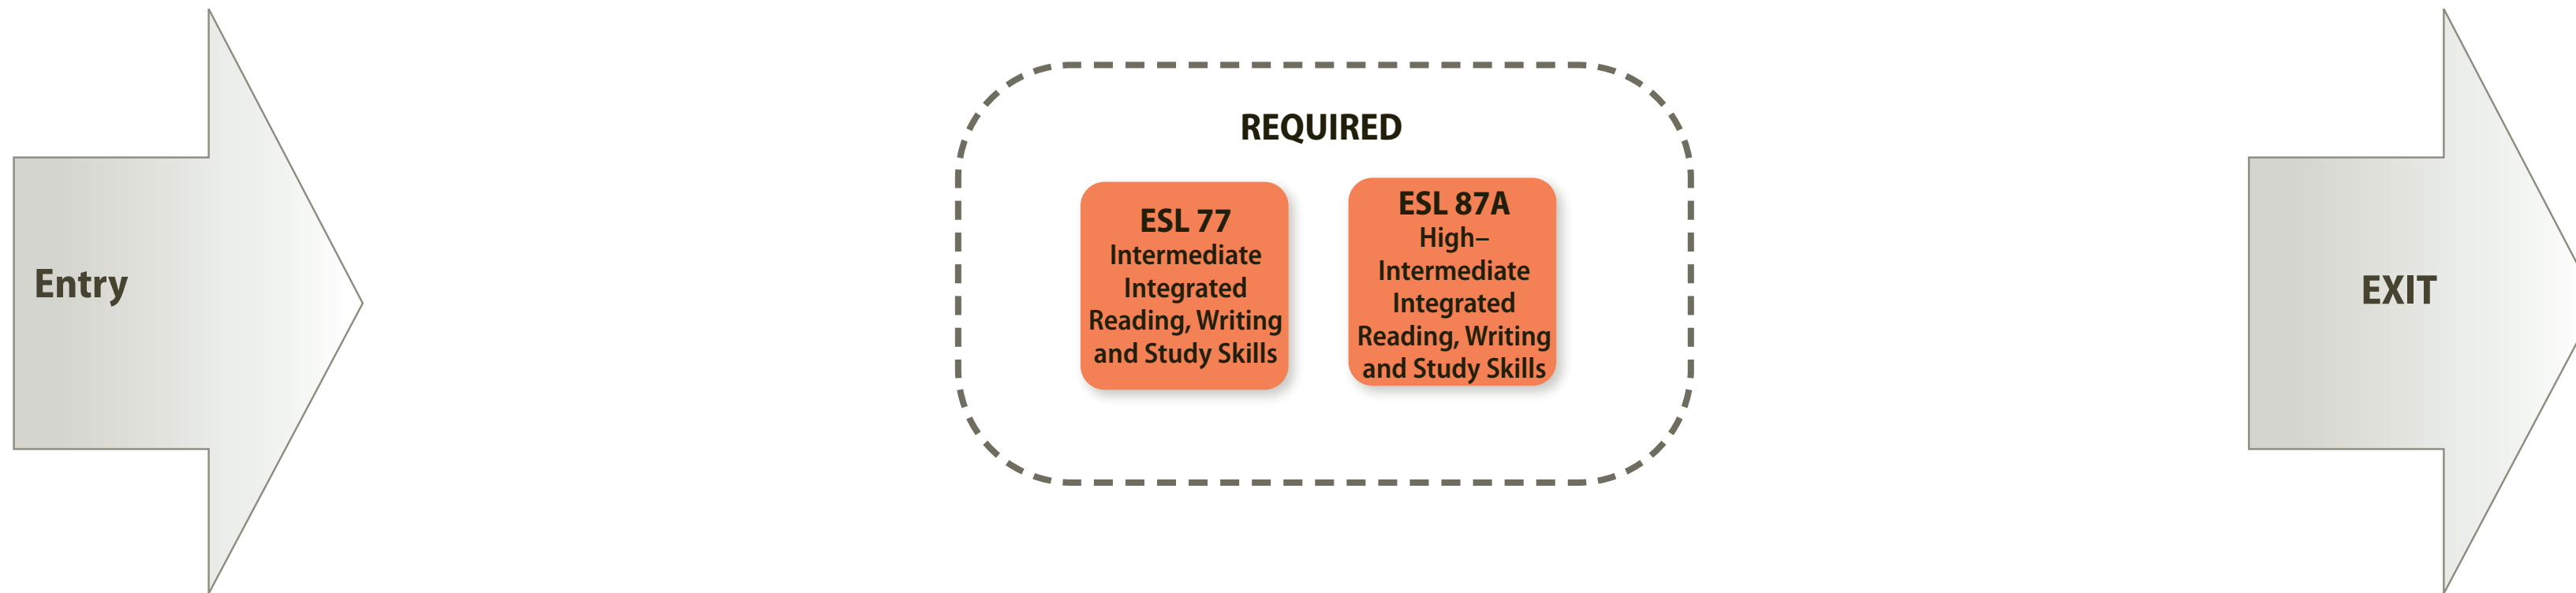 Entry
REQUIRED
ESL 77
Intermediate
Integrated
Reading, Writing
and Study Skills
ESL 87A
High–
Intermediate
Integrated
Reading, Writing
and Study Skills
EXIT